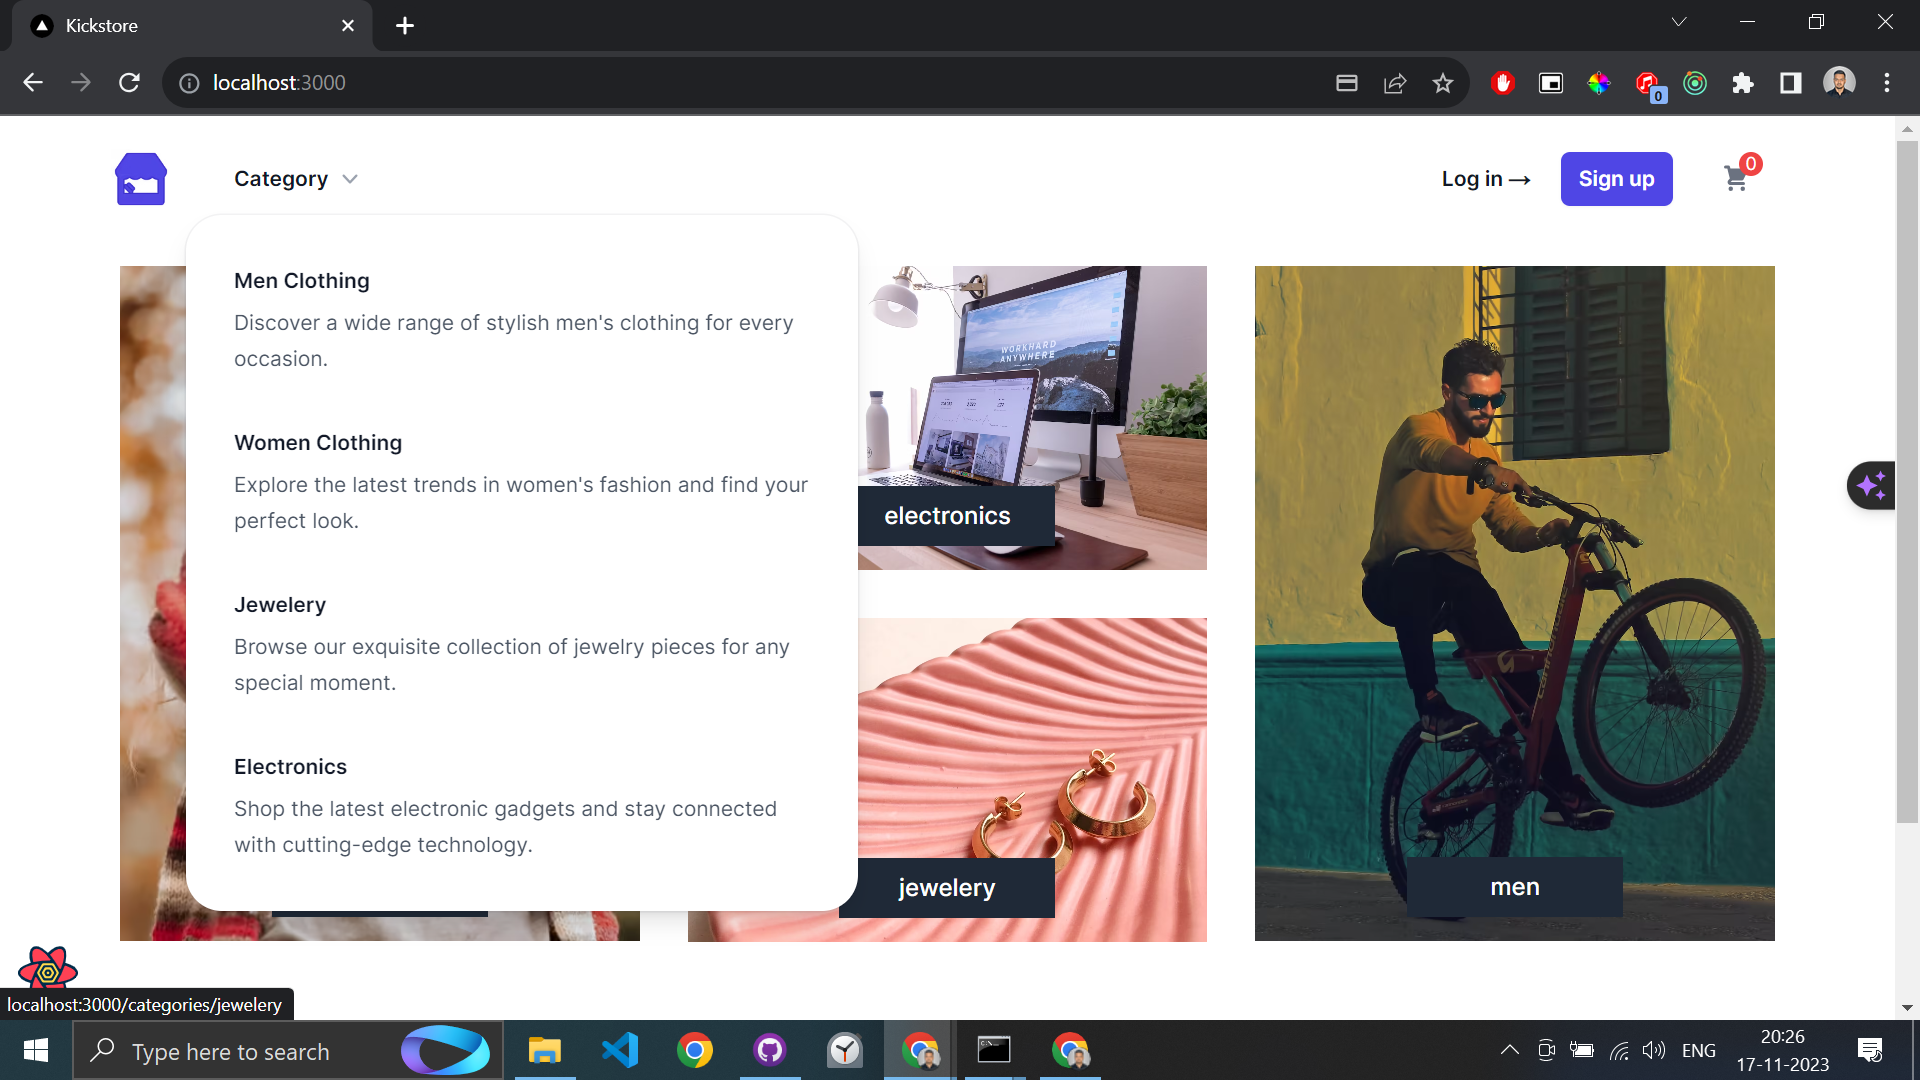 Kickstore
localhost:3000
0
Category
Log in →
Sign up
0
Men Clothing
Discover a wide range of stylish men's clothing for every
occasion.
Women Clothing
Explore the latest trends in women's fashion and find your
perfect look.
Jewelery
Browse our exquisite collection of jewelry pieces for any
special moment.
Electronics
Shop the latest electronic gadgets and stay connected
with cutting-edge technology.
WORKHARD
ANYWHERE
electronics
jewelery
men
localhost:3000/categories/jewelery
Type here to search
ENG
20:26
17-11-2023